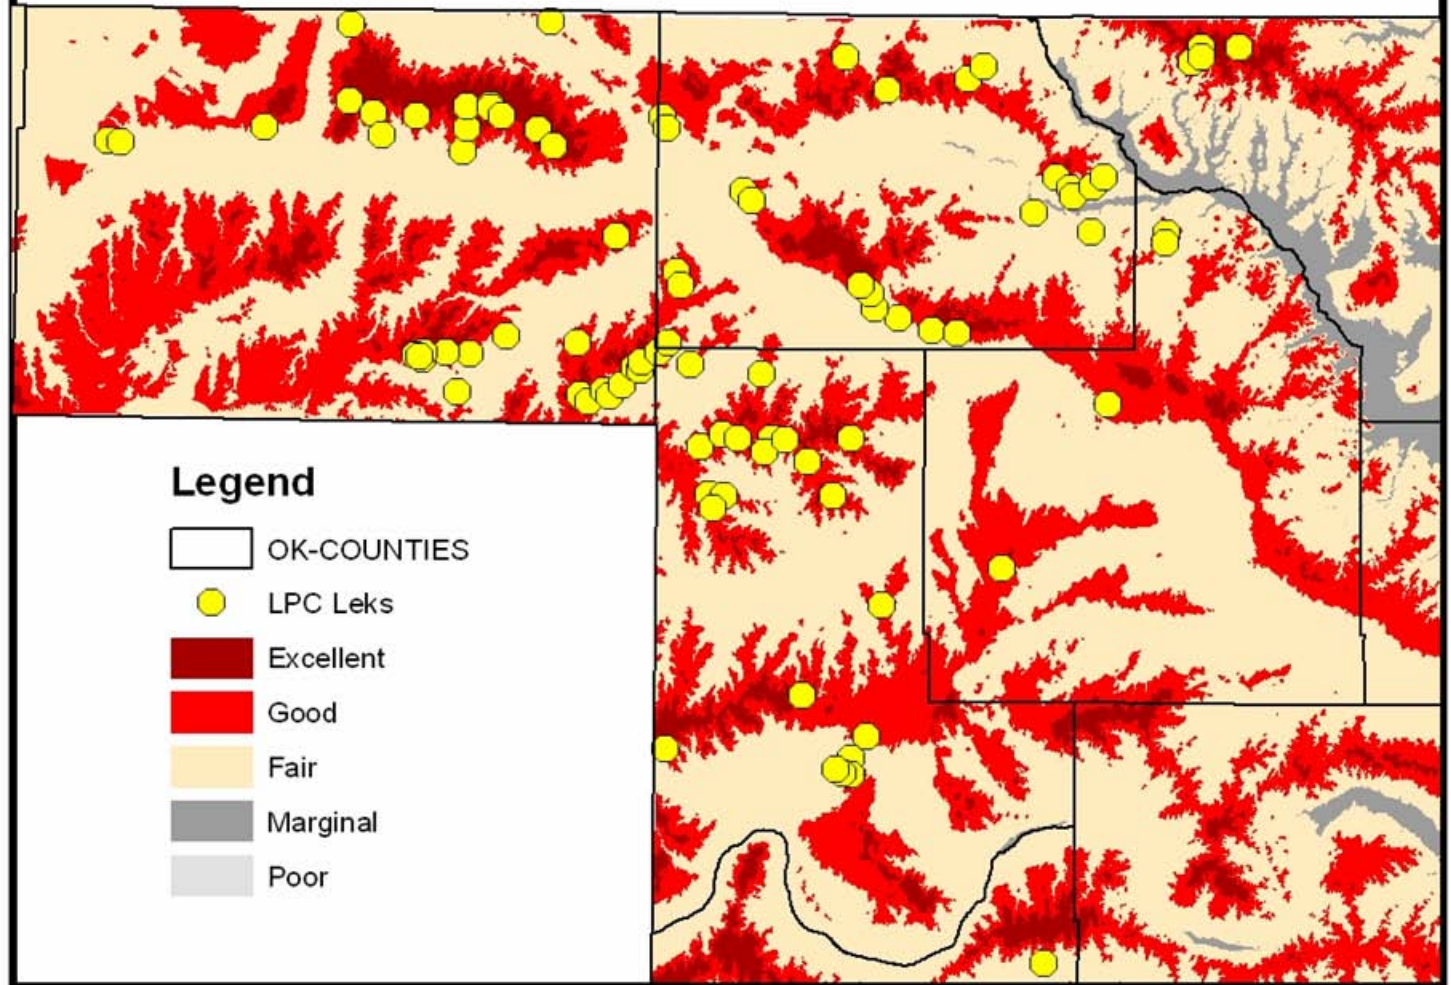 Legend
OK-COUNTIES
LPC Leks
Excellent
Good
Fair
Marginal
Poor